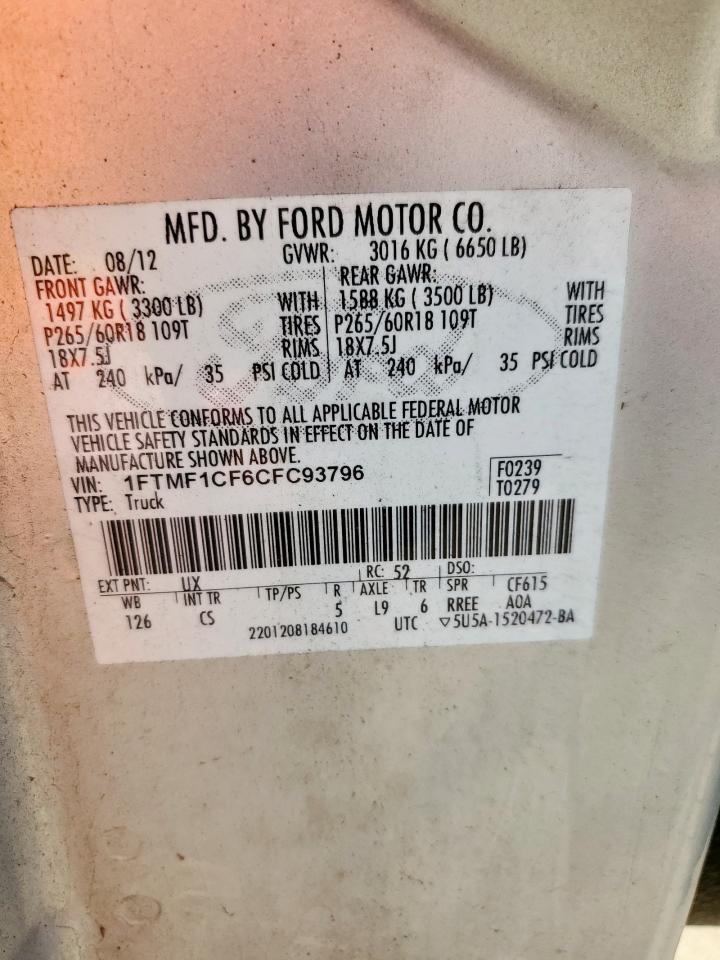 MFD. BY FORD MOTOR CO.
DATE: 08/12 GVWR: 3016 KG ( 6650 LB)
FRONT GAWR: REAR GAWR:
1497 KG ( 3300 LB) WITH 1588 KG ( 3500 LB) WITH
P265/60R18 109T TIRES P265/60R18 109T TIRES
18X7.5J RIMS 18X7.5J RIMS
AT 240 kPa/ 35 PSI COLD AT 240 kPa/ 35 PSI COLD
THIS VEHICLE CONFORMS TO ALL APPLICABLE FEDERAL MOTOR
VEHICLE SAFETY STANDARDS IN EFFECT ON THE DATE OF
MANUFACTURE SHOWN ABOVE.
VIN: 1FTMF1CF6CFC93796 F0239
TYPE: Truck T0279
EXT PNT: UX RC: 52 DSO:
WB INT TR TP/PS R AXLE TR SPR CF615
126 CS 5 L9 6 RREE AOA
2201208184610 UTC ▽5U5A-1520472-BA